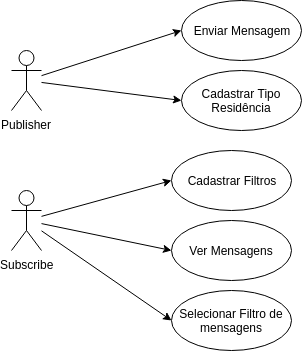 Enviar Mensagem
Cadastrar Tipo
Residência
Publisher
Cadastrar Filtros
Ver Mensagens
Subscribe
Selecionar Filtro de
mensagens